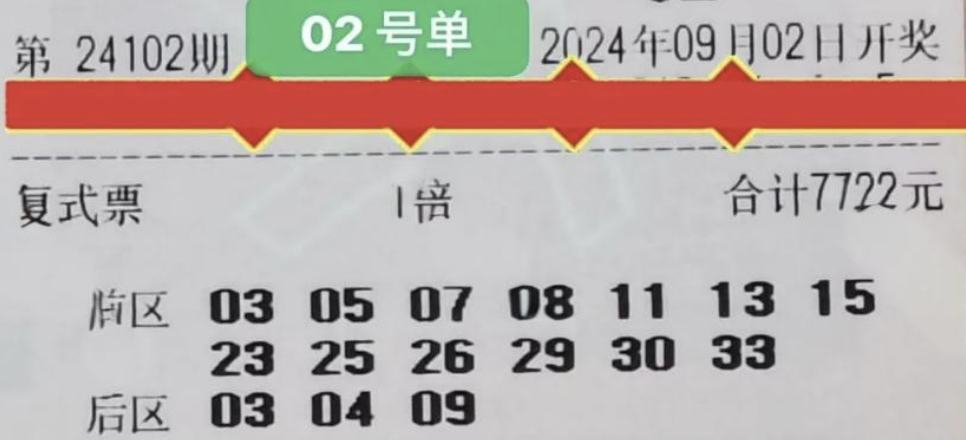 第 24102期 02 号单 2024年09月02日开奖
复式票 1倍 合计7722元
前区 03 05 07 08 11 13 15
23 25 26 29 30 33
后区 03 04 09